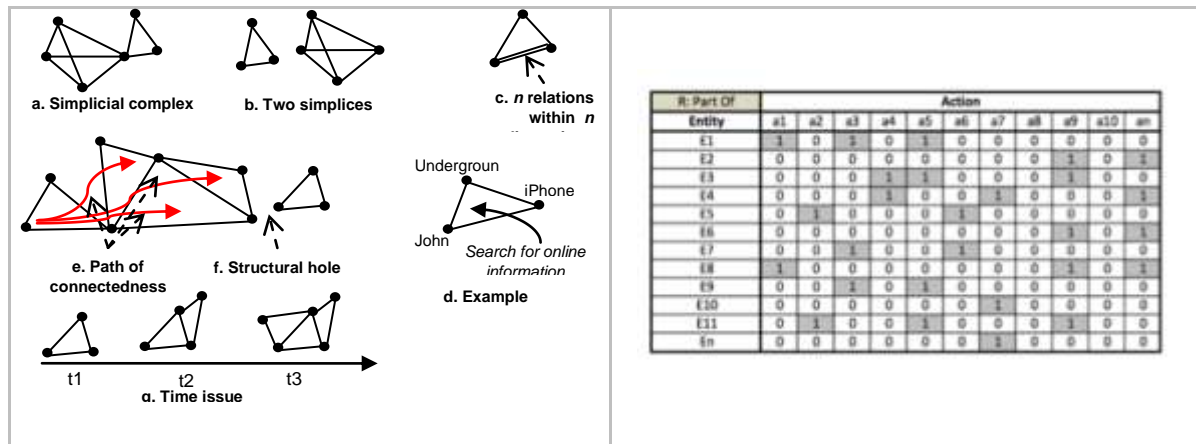 a. Simplicial complex
b. Two simplices
c. n relations
within n
Undergroun
iPhone
John
Search for online
information
d. Example
e. Path of
connectedness
f. Structural hole
t1 t2 t3
g. Time issue
R: Part Of Action
Entity a1 a2 a3 a4 a5 a6 a7 a8 a9 a10 an
E1 1 0 1 0 1 0 0 0 0 0 0
E2 0 0 0 0 0 0 0 0 1 0 1
E3 0 0 0 1 1 0 0 0 1 0 0
E4 0 0 0 1 0 0 1 0 0 0 1
E5 0 1 0 0 0 1 0 0 0 0 0
E6 0 0 0 0 0 0 0 0 1 0 1
E7 0 0 1 0 0 1 0 0 0 0 0
E8 1 0 0 0 0 0 0 0 1 0 1
E9 0 0 1 0 1 0 0 0 0 0 0
E10 0 0 0 0 0 0 1 0 0 0 0
E11 0 1 0 0 1 0 0 0 1 0 0
En 0 0 0 0 0 0 1 0 0 0 0